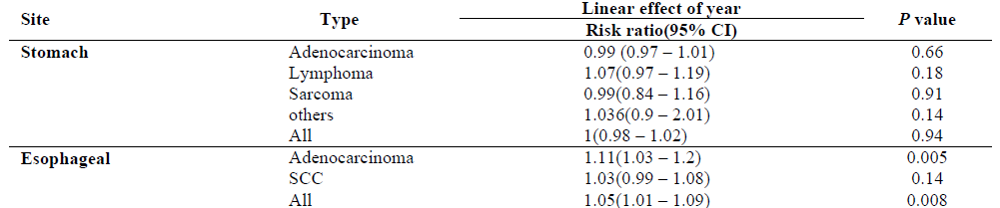 Site Type Linear effect of year P value
Risk ratio(95% CI)
Stomach Adenocarcinoma 0.99 (0.97 – 1.01) 0.66
Lymphoma 1.07(0.97 – 1.19) 0.18
Sarcoma 0.99(0.84 – 1.16) 0.91
others 1.036(0.9 – 2.01) 0.14
All 1(0.98 – 1.02) 0.94
Esophageal Adenocarcinoma 1.11(1.03 – 1.2) 0.005
SCC 1.03(0.99 – 1.08) 0.14
All 1.05(1.01 – 1.09) 0.008